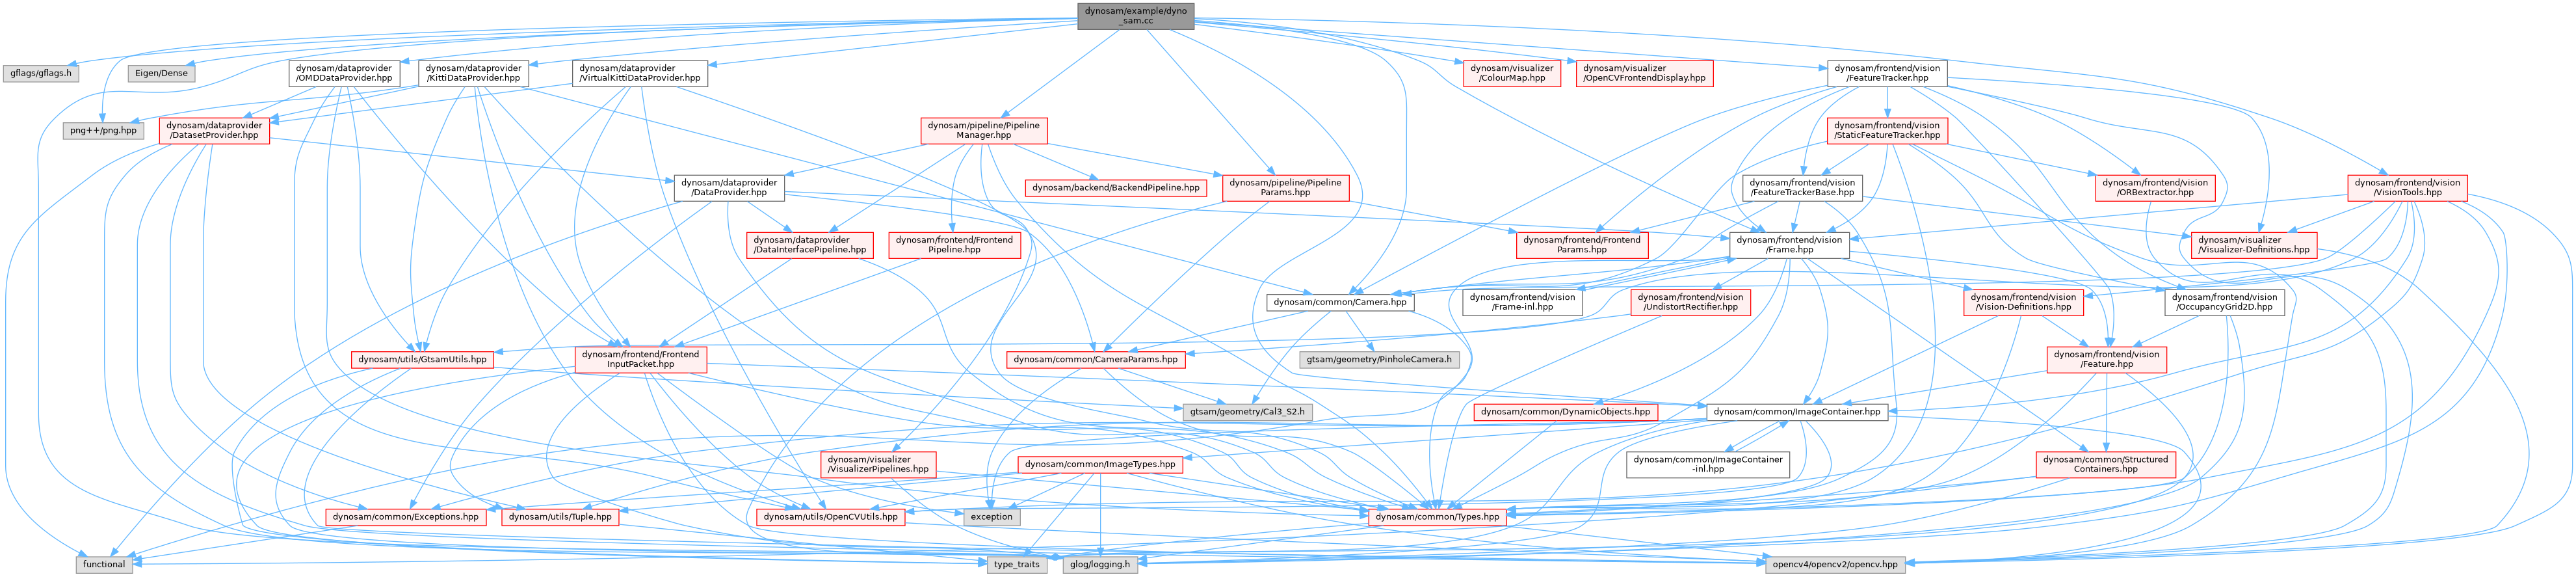 dynosam/example/dyno
_sam.cc
gflags/gflags.h
Eigen/Dense
dynosam/dataprovider
/OMDDataProvider.hpp
dynosam/dataprovider
/KittiDataProvider.hpp
dynosam/dataprovider
/VirtualKittiDataProvider.hpp
dynosam/visualizer
/ColourMap.hpp
dynosam/visualizer
/OpenCVFrontendDisplay.hpp
dynosam/frontend/vision
/FeatureTracker.hpp
png++/png.hpp
dynosam/dataprovider
/DatasetProvider.hpp
dynosam/pipeline/Pipeline
Manager.hpp
dynosam/frontend/vision
/StaticFeatureTracker.hpp
dynosam/dataprovider
/DataProvider.hpp
dynosam/backend/BackendPipeline.hpp
dynosam/pipeline/Pipeline
Params.hpp
dynosam/frontend/vision
/FeatureTrackerBase.hpp
dynosam/frontend/vision
/ORBextractor.hpp
dynosam/frontend/vision
/VisionTools.hpp
dynosam/dataprovider
/DataInterfacePipeline.hpp
dynosam/frontend/Frontend
Pipeline.hpp
dynosam/frontend/Frontend
Params.hpp
dynosam/frontend/vision
/Frame.hpp
dynosam/visualizer
/Visualizer-Definitions.hpp
dynosam/common/Camera.hpp
dynosam/frontend/vision
/Frame-inl.hpp
dynosam/frontend/vision
/UndistortRectifier.hpp
dynosam/frontend/vision
/Vision-Definitions.hpp
dynosam/frontend/vision
/OccupancyGrid2D.hpp
dynosam/utils/GtsamUtils.hpp
dynosam/frontend/Frontend
InputPacket.hpp
dynosam/common/CameraParams.hpp
gtsam/geometry/PinholeCamera.h
dynosam/frontend/vision
/Feature.hpp
gtsam/geometry/Cal3_S2.h
dynosam/common/DynamicObjects.hpp
dynosam/common/ImageContainer.hpp
dynosam/visualizer
/VisualizerPipelines.hpp
dynosam/common/ImageTypes.hpp
dynosam/common/ImageContainer
-inl.hpp
dynosam/common/Structured
Containers.hpp
dynosam/common/Exceptions.hpp
dynosam/utils/Tuple.hpp
dynosam/utils/OpenCVUtils.hpp
exception
dynosam/common/Types.hpp
functional
type_traits
glog/logging.h
opencv4/opencv2/opencv.hpp